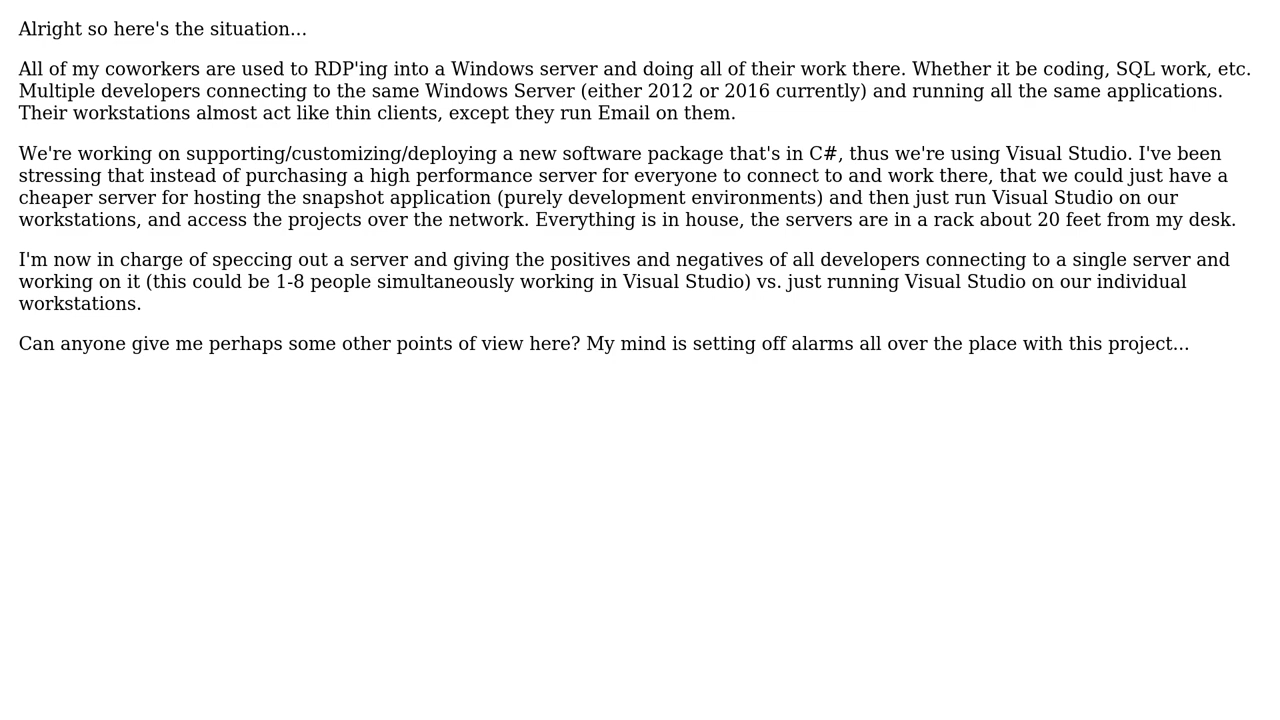 Alright so here's the situation...
All of my coworkers are used to RDP'ing into a Windows server and doing all of their work there. Whether it be coding, SQL work, etc.
Multiple developers connecting to the same Windows Server (either 2012 or 2016 currently) and running all the same applications.
Their workstations almost act like thin clients, except they run Email on them.
We're working on supporting/customizing/deploying a new software package that's in C#, thus we're using Visual Studio. I've been
stressing that instead of purchasing a high performance server for everyone to connect to and work there, that we could just have a
cheaper server for hosting the snapshot application (purely development environments) and then just run Visual Studio on our
workstations, and access the projects over the network. Everything is in house, the servers are in a rack about 20 feet from my desk.
I'm now in charge of speccing out a server and giving the positives and negatives of all developers connecting to a single server and
working on it (this could be 1-8 people simultaneously working in Visual Studio) vs. just running Visual Studio on our individual
workstations.
Can anyone give me perhaps some other points of view here? My mind is setting off alarms all over the place with this project...